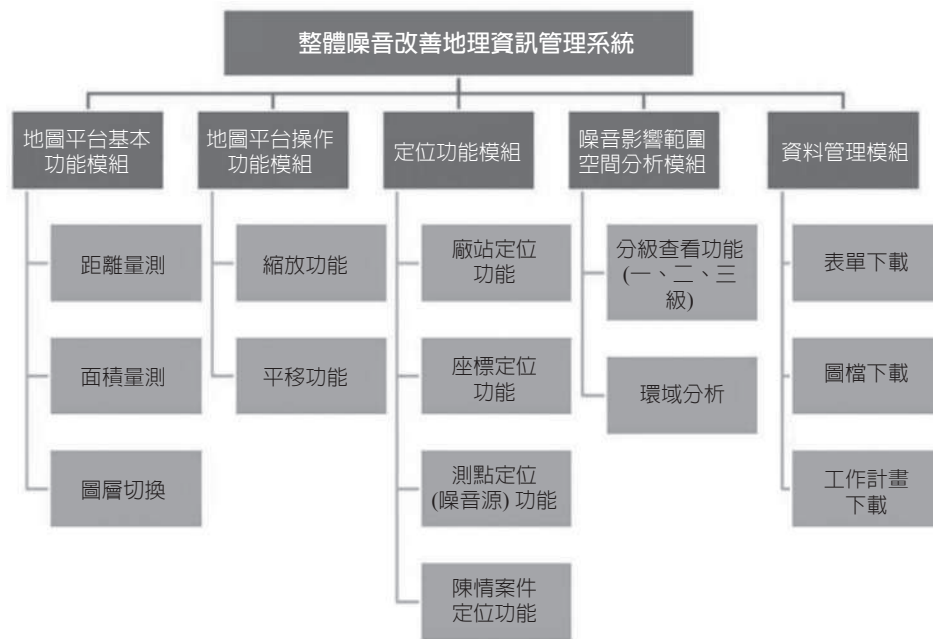 整體噪音改善地理資訊管理系統
地圖平台基本
功能模組
距離量測
面積量測
圖層切換
地圖平台操作
功能模組
縮放功能
平移功能
定位功能模組
廠站定位
功能
座標定位
功能
測點定位
(噪音源) 功能
陳情案件
定位功能
噪音影響範圍
空間分析模組
分級查看功能
(一、二、三
級)
環域分析
資料管理模組
表單下載
圖檔下載
工作計畫
下載